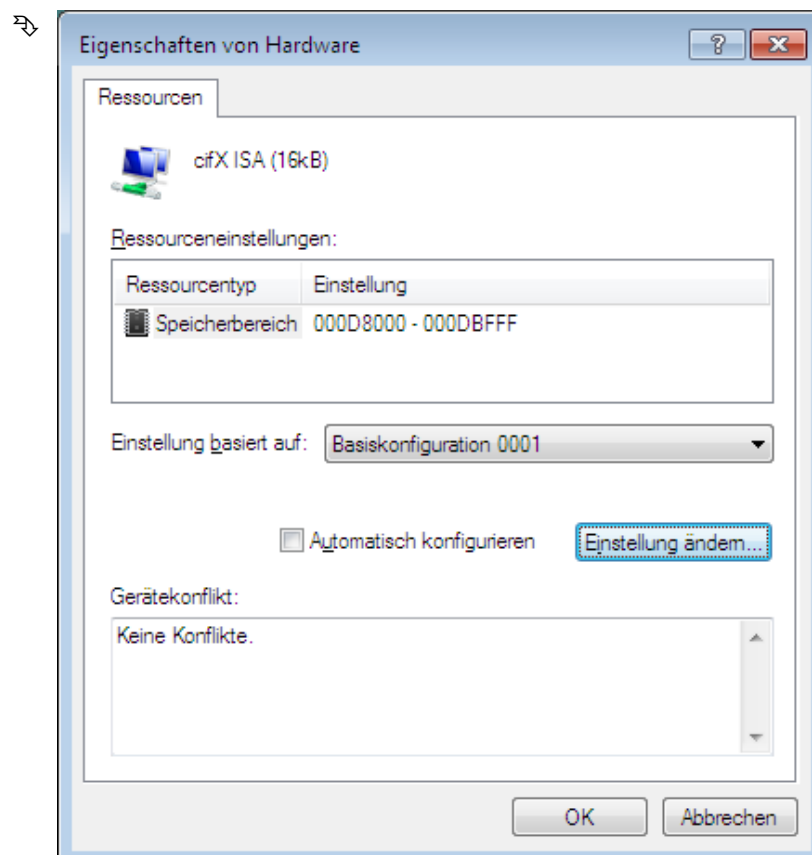 Eigenschaften von Hardware
Ressourcen
cifX ISA (16kB)
Ressourceneinstellungen:
Ressourcentyp Einstellung
Speicherbereich 000D8000 - 000DBFFF
Einstellung basiert auf: Basiskonfiguration 0001
Automatisch konfigurieren Einstellung ändern...
Gerätekonflikt:
Keine Konflikte.
OK Abbrechen